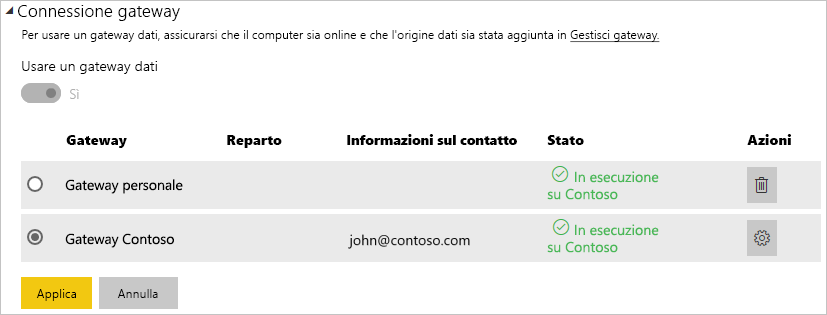 Connessione gateway
Per usare un gateway dati, assicurarsi che il computer sia online e che l'origine dati sia stata aggiunta in Gestisci gateway.
Usare un gateway dati
Sì
Gateway Reparto Informazioni sul contatto Stato Azioni
Gateway personale In esecuzione
su Contoso
Gateway Contoso john@contoso.com In esecuzione
su Contoso
Applica Annulla